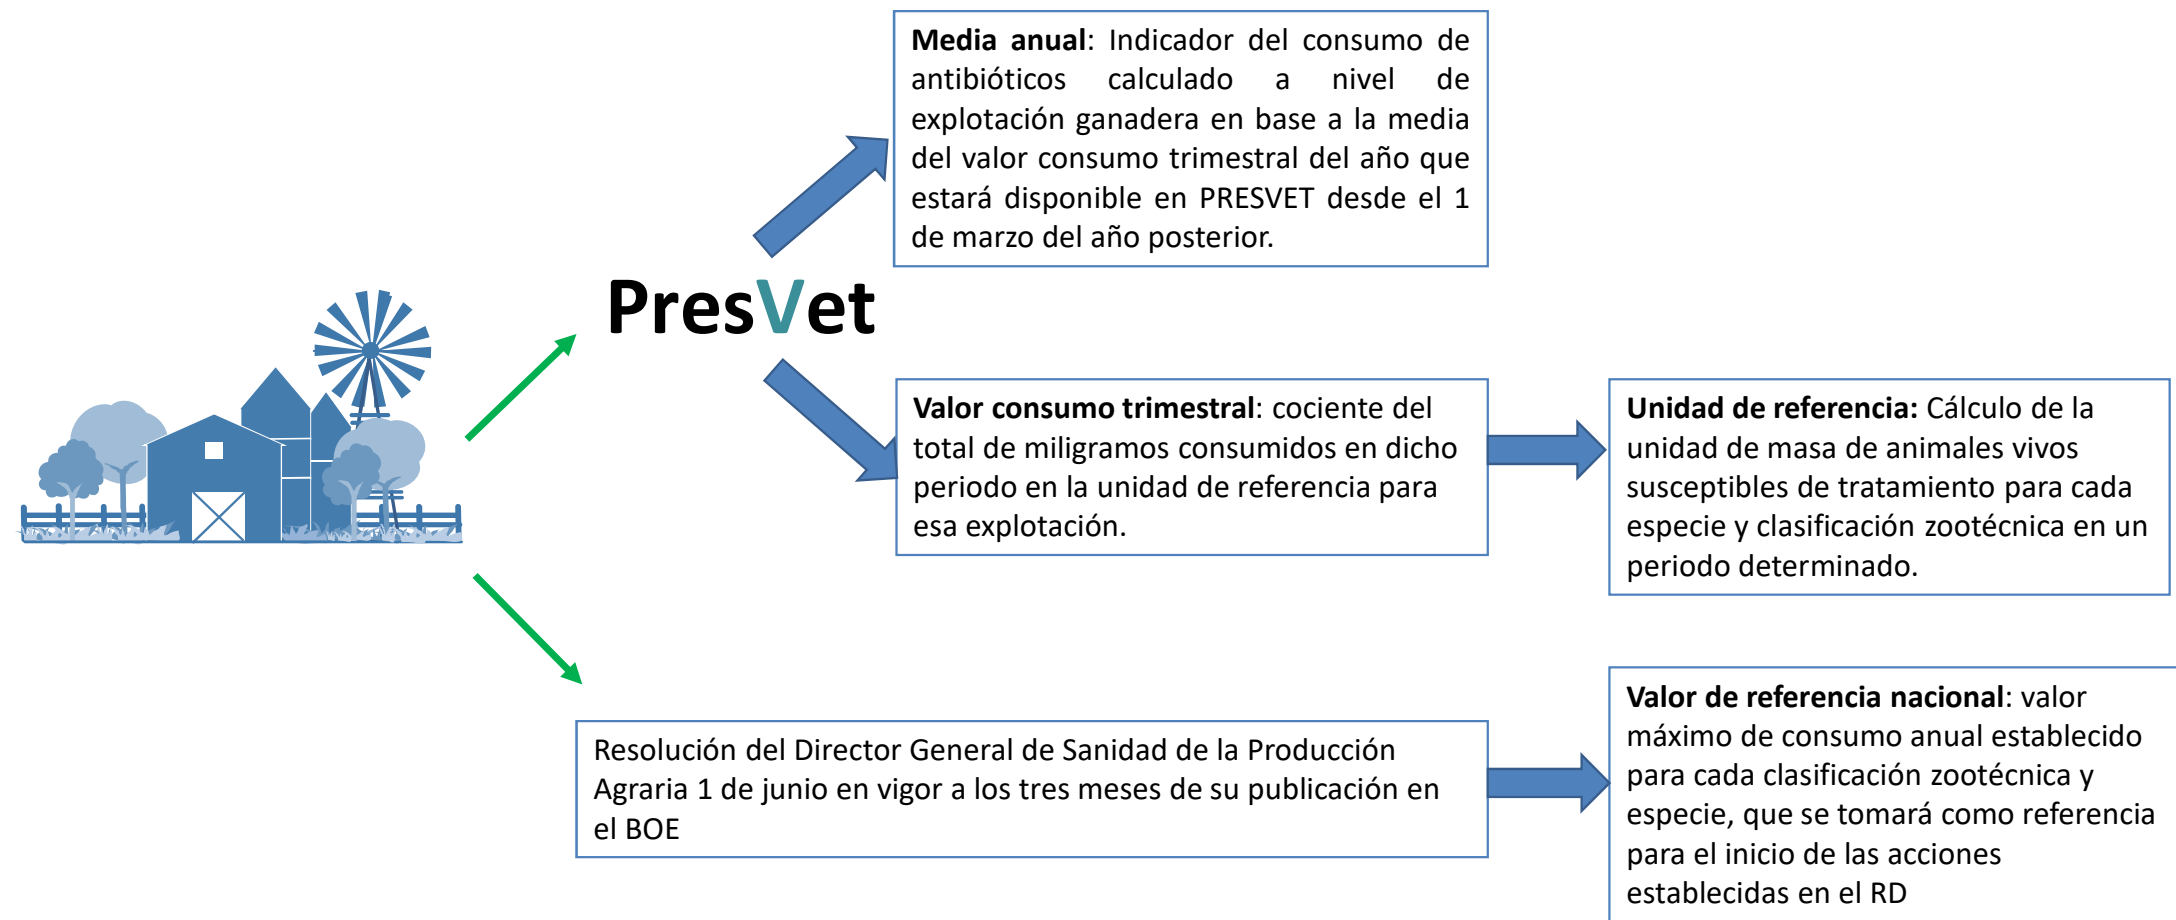 Media anual: Indicador del consumo de
antibióticos calculado a nivel de
explotación ganadera en base a la media
del valor consumo trimestral del año que
estará disponible en PRESVET desde el 1
de marzo del año posterior.
PresVet
Valor consumo trimestral: cociente del
total de miligramos consumidos en dicho
periodo en la unidad de referencia para
esa explotación.
Unidad de referencia: Cálculo de la
unidad de masa de animales vivos
susceptibles de tratamiento para cada
especie y clasificación zootécnica en un
periodo determinado.
Resolución del Director General de Sanidad de la Producción
Agraria 1 de junio en vigor a los tres meses de su publicación en
el BOE
Valor de referencia nacional: valor
máximo de consumo anual establecido
para cada clasificación zootécnica y
especie, que se tomará como referencia
para el inicio de las acciones
establecidas en el RD